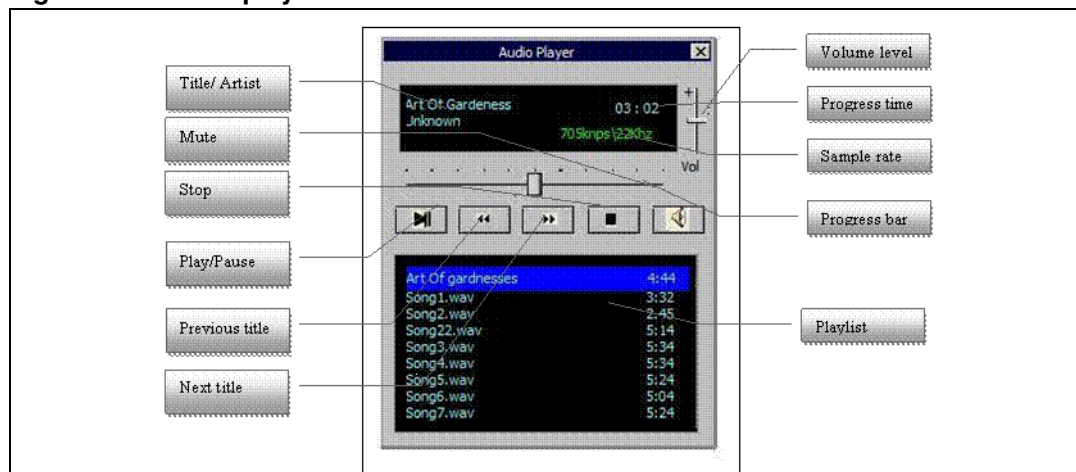 Audio Player
Volume level
Title/ Artist
Art Of Gardeness
03 : 02
+
Progress time
Unknown
Mute
705knps\22Khz
Sample rate
Vol
Stop
Progress bar
Play/Pause
Art Of gardnesses 4:44
Song1.wav 3:32
Song2.wav 2:45
Previous title
Song22.wav 5:14
Playlist
Song3.wav 5:34
Song4.wav 5:34
Next title
Song5.wav 5:24
Song6.wav 5:04
Song7.wav 5:24